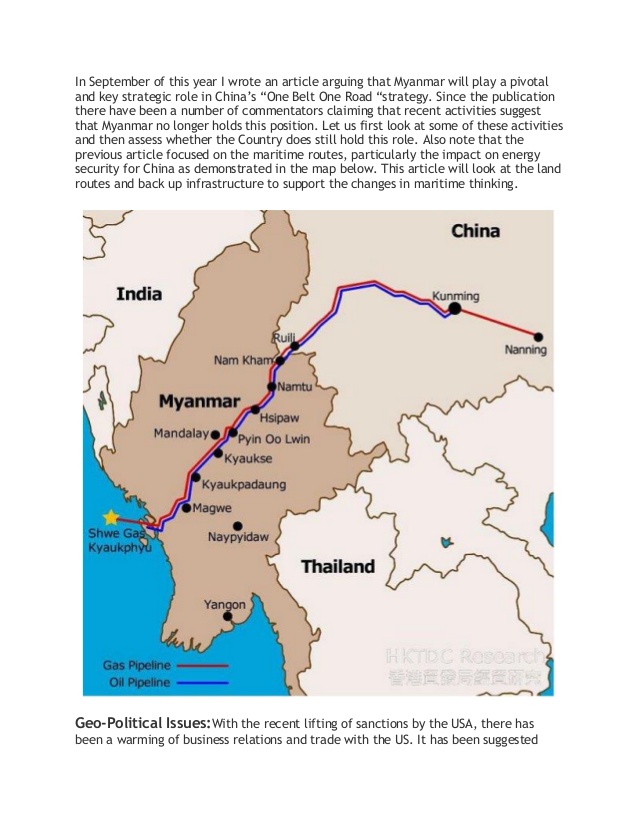 In September of this year I wrote an article arguing that Myanmar will play a pivotal
and key strategic role in China's “One Belt One Road “strategy. Since the publication
there have been a number of commentators claiming that recent activities suggest
that Myanmar no longer holds this position. Let us first look at some of these activities
and then assess whether the Country does still hold this role. Also note that the
previous article focused on the maritime routes, particularly the impact on energy
security for China as demonstrated in the map below. This article will look at the land
routes and back up infrastructure to support the changes in maritime thinking.
China
India
Kunming
Ruili
Nanning
Nam Kham
Namtu
Myanmar
Hsipaw
Mandalay
Pyin Oo Lwin
Kyaukse
Kyaukpadaung
Magwe
Shwe Gas
Kyaukphyu
Naypyidaw
Thailand
Yangon
HKTDC Research
香港貿發局經貿研究
Gas Pipeline
Oil Pipeline
Geo-Political Issues:With the recent lifting of sanctions by the USA, there has
been a warming of business relations and trade with the US. It has been suggested